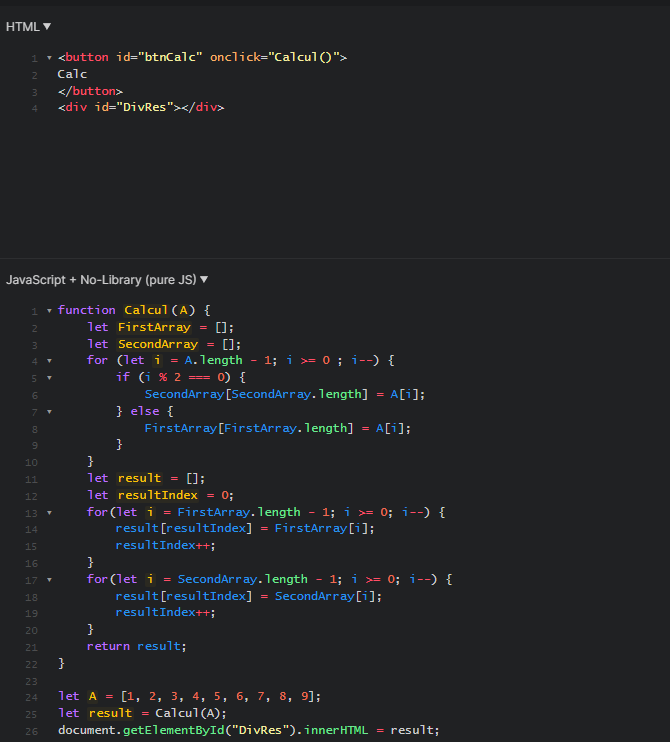 HTML ▼
1 ▾ <button id="btnCalc" onclick="Calcul()">
2 Calc
3 </button>
4 <div id="DivRes"></div>
JavaScript + No-Library (pure JS) ▼
1 ▾ function Calcul(A) {
2 let FirstArray = [];
3 let SecondArray = [];
4 ▾ for (let i = A.length - 1; i >= 0 ; i--) {
5 ▾ if (i % 2 === 0) {
6 SecondArray[SecondArray.length] = A[i];
7 ▾ } else {
8 FirstArray[FirstArray.length] = A[i];
9 }
10 }
11 let result = [];
12 let resultIndex = 0;
13 ▾ for(let i = FirstArray.length - 1; i >= 0; i--) {
14 result[resultIndex] = FirstArray[i];
15 resultIndex++;
16 }
17 ▾ for(let i = SecondArray.length - 1; i >= 0; i--) {
18 result[resultIndex] = SecondArray[i];
19 resultIndex++;
20 }
21 return result;
22 }
23
24 let A = [1, 2, 3, 4, 5, 6, 7, 8, 9];
25 let result = Calcul(A);
26 document.getElementById("DivRes").innerHTML = result;